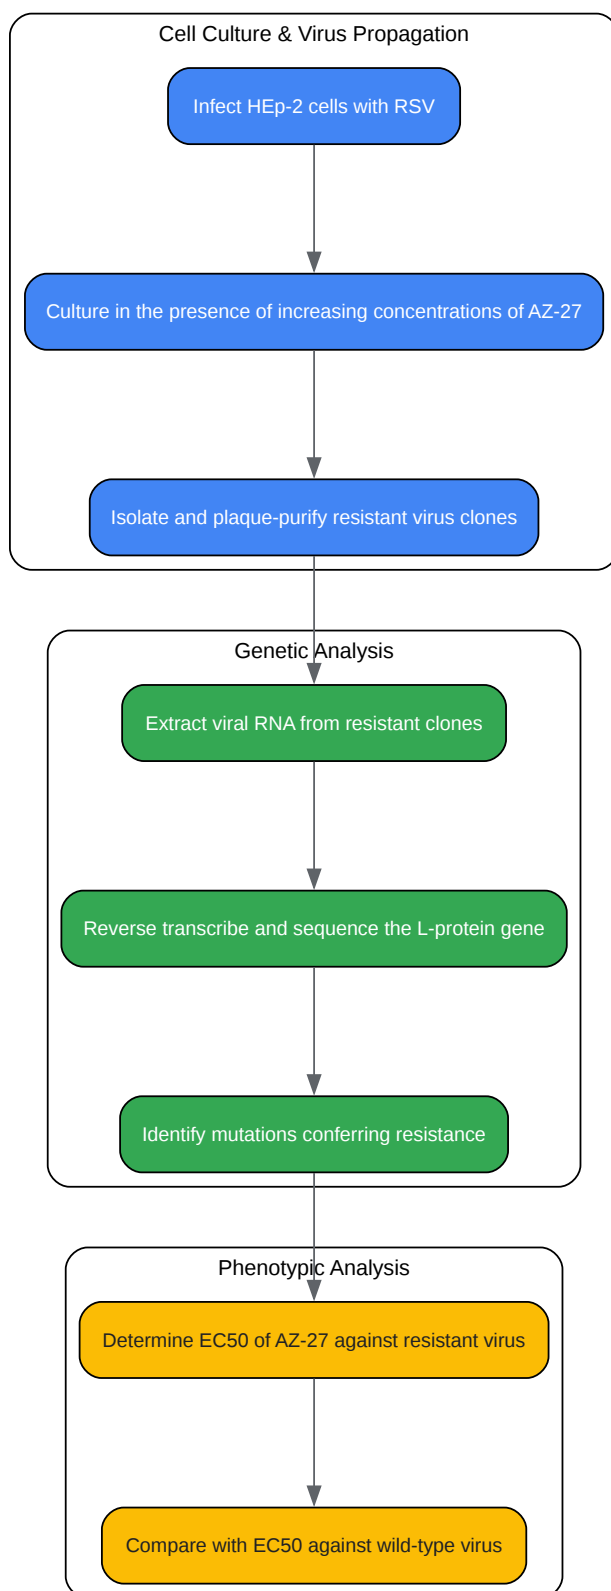 Cell Culture & Virus Propagation
Infect HEp-2 cells with RSV
Culture in the presence of increasing concentrations of AZ-27
Isolate and plaque-purify resistant virus clones
Genetic Analysis
Extract viral RNA from resistant clones
Reverse transcribe and sequence the L-protein gene
Identify mutations conferring resistance
Phenotypic Analysis
Determine EC50 of AZ-27 against resistant virus
Compare with EC50 against wild-type virus